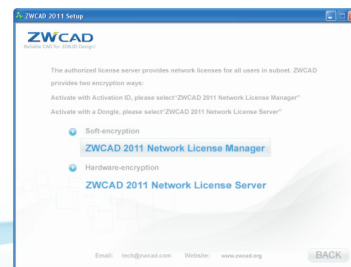 ZWCAD 2011 Setup
ZWCAD
Reliable CAD for 2D&3D Design!
The authorized license server provides network licenses for all users in subnet. ZWCAD
provides two encryption ways:
Activate with Activation ID, please select"ZWCAD 2011 Network License Manager"
Activate with a Dongle, please select"ZWCAD 2011 Network License Server"
Soft-encryption
ZWCAD 2011 Network License Manager
Hardware-encryption
ZWCAD 2011 Network License Server
Email: tech@zwcad.com Website: www.zwcad.org
BACK